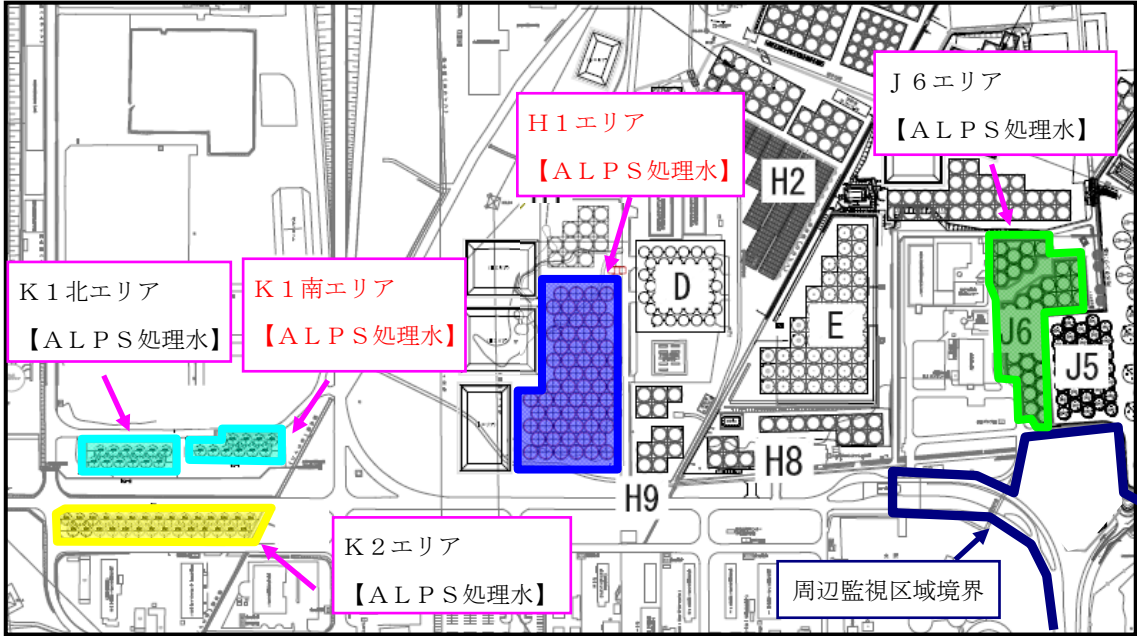 J６エリア
【ALPS処理水】
H１エリア
【ALPS処理水】
H2
D
E
J6
J5
K１北エリア
【ALPS処理水】
K１南エリア
【ALPS処理水】
H8
H9
K２エリア
【ALPS処理水】
周辺監視区域境界